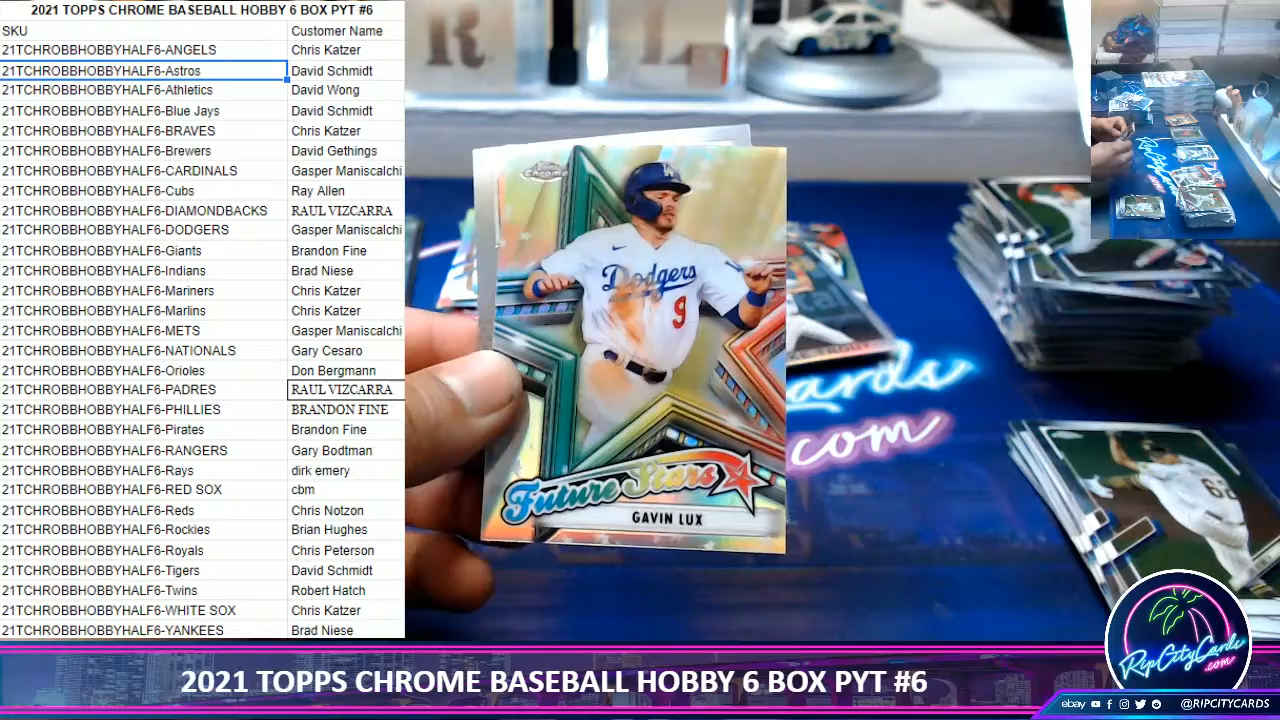 2021 TOPPS CHROME BASEBALL HOBBY 6 BOX PYT #6
SKU Customer Name
21TCHROBBHOBBYHALF6-ANGELS Chris Katzer
21TCHROBBHOBBYHALF6-Astros David Schmidt
21TCHROBBHOBBYHALF6-Athletics David Wong
21TCHROBBHOBBYHALF6-Blue Jays David Schmidt
21TCHROBBHOBBYHALF6-BRAVES Chris Katzer
21TCHROBBHOBBYHALF6-Brewers David Gethings
21TCHROBBHOBBYHALF6-CARDINALS Gasper Maniscalchi
21TCHROBBHOBBYHALF6-Cubs Ray Allen
21TCHROBBHOBBYHALF6-DIAMONDBACKS RAUL VIZCARRA
21TCHROBBHOBBYHALF6-DODGERS Gasper Maniscalchi
21TCHROBBHOBBYHALF6-Giants Brandon Fine
21TCHROBBHOBBYHALF6-Indians Brad Niese
21TCHROBBHOBBYHALF6-Mariners Chris Katzer
21TCHROBBHOBBYHALF6-Marlins Chris Katzer
21TCHROBBHOBBYHALF6-METS Gasper Maniscalchi
21TCHROBBHOBBYHALF6-NATIONALS Gary Cesaro
21TCHROBBHOBBYHALF6-Orioles Don Bergmann
21TCHROBBHOBBYHALF6-PADRES RAUL VIZCARRA
21TCHROBBHOBBYHALF6-PHILLIES BRANDON FINE
21TCHROBBHOBBYHALF6-Pirates Brandon Fine
21TCHROBBHOBBYHALF6-RANGERS Gary Bodtman
21TCHROBBHOBBYHALF6-Rays dirk emery
21TCHROBBHOBBYHALF6-RED SOX cbm
21TCHROBBHOBBYHALF6-Reds Chris Notzon
21TCHROBBHOBBYHALF6-Rockies Brian Hughes
21TCHROBBHOBBYHALF6-Royals Chris Peterson
21TCHROBBHOBBYHALF6-Tigers David Schmidt
21TCHROBBHOBBYHALF6-Twins Robert Hatch
21TCHROBBHOBBYHALF6-WHITE SOX Chris Katzer
21TCHROBBHOBBYHALF6-YANKEES Brad Niese
Chrome
Dodgers
9
Future Stars
GAVIN LUX
ards
.com
62
RipCityCards
.com
2021 TOPPS CHROME BASEBALL HOBBY 6 BOX PYT #6
ebay @RIPCITYCARDS